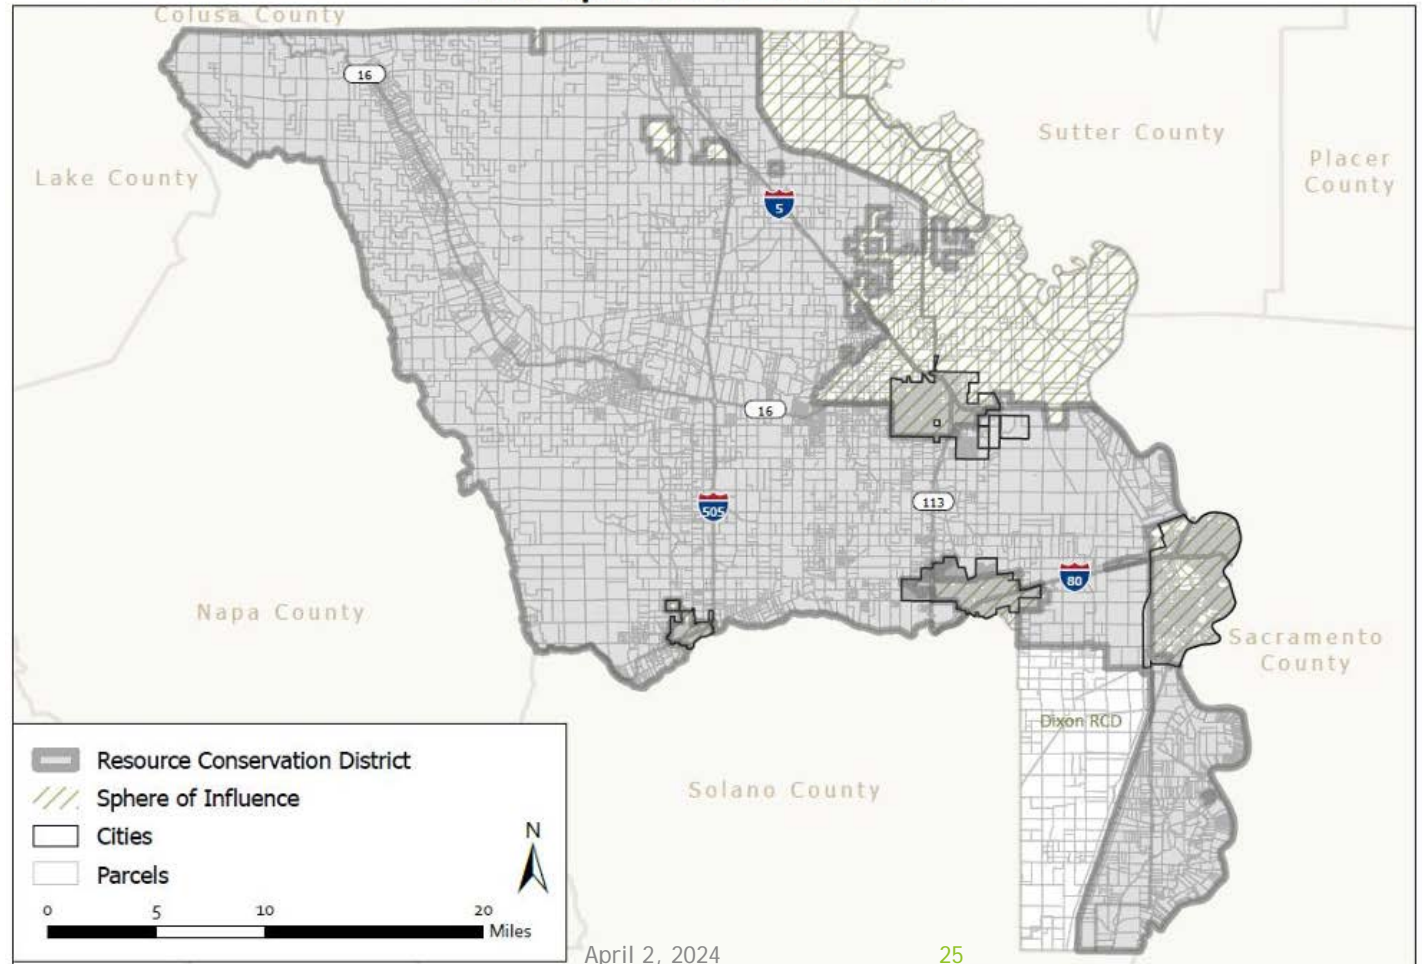 Colusa County
16
Sutter County
Placer
County
Lake County
5
16
505
113
80
Napa County
Sacramento
County
Dixon RCD
Solano County
Resource Conservation District
Sphere of Influence
Cities
Parcels
N
0 5 10 20
Miles
April 2, 2024
25